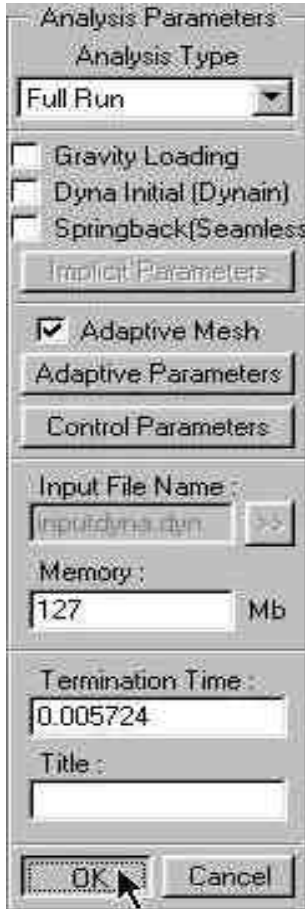 Analysis Parameters
Analysis Type
Full Run
Gravity Loading
Dyna Initial (Dynain)
Springback(Seamless
Implicit Parameters
Adaptive Mesh
Adaptive Parameters
Control Parameters
Input File Name :
inputdyna.dyn >>
Memory :
127 Mb
Termination Time :
0.005724
Title :
OK Cancel